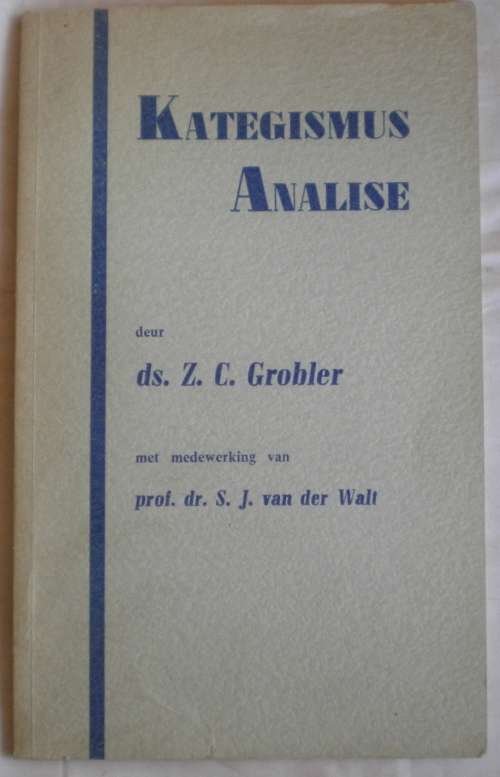 KATEGISMUS
ANALISE
deur
ds. Z. C. Grobler
met medewerking van
prof. dr. S. J. van der Walt